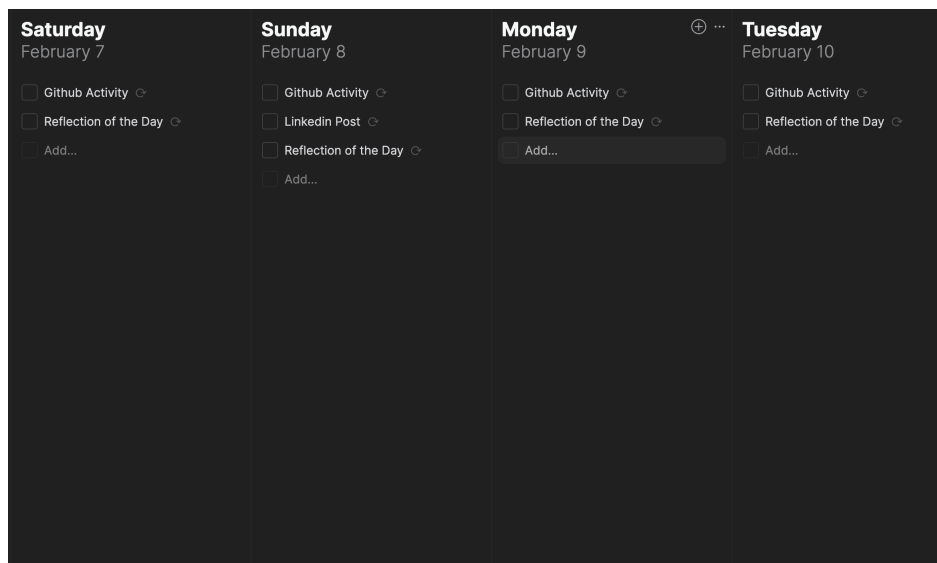 Saturday
February 7
Github Activity
Reflection of the Day
Add...
Sunday
February 8
Github Activity
Linkedin Post
Reflection of the Day
Add...
Monday
February 9
Github Activity
Reflection of the Day
Add...
Tuesday
February 10
Github Activity
Reflection of the Day
Add...